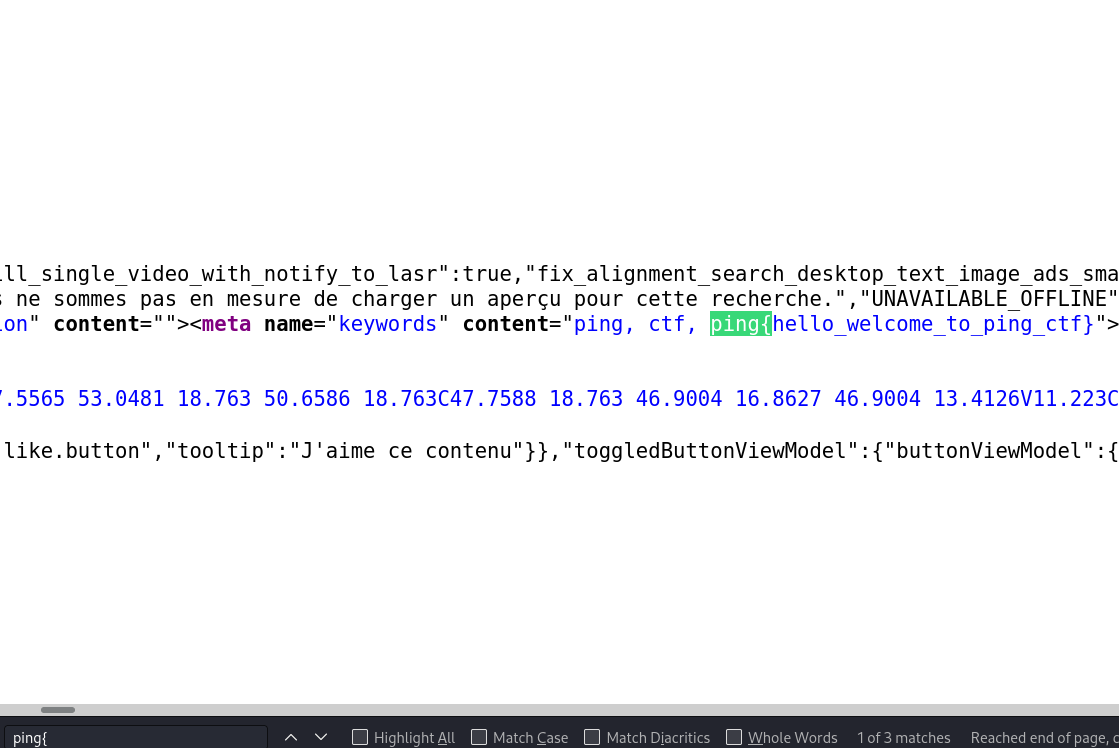 ll_single_video_with_notify_to_lasr":true,"fix_alignment_search_desktop_text_image_ads_sma
s ne sommes pas en mesure de charger un aperçu pour cette recherche.","UNAVAILABLE_OFFLINE"
ion" content=""><meta name="keywords" content="ping, ctf, ping{hello_welcome_to_ping_ctf}">
7.5565 53.0481 18.763 50.6586 18.763C47.7588 18.763 46.9004 16.8627 46.9004 13.4126V11.223C
like.button","tooltip":"J'aime ce contenu"}},"toggledButtonViewModel":{"buttonViewModel":{
ping{ Highlight All Match Case Match Diacritics Whole Words 1 of 3 matches Reached end of page, c